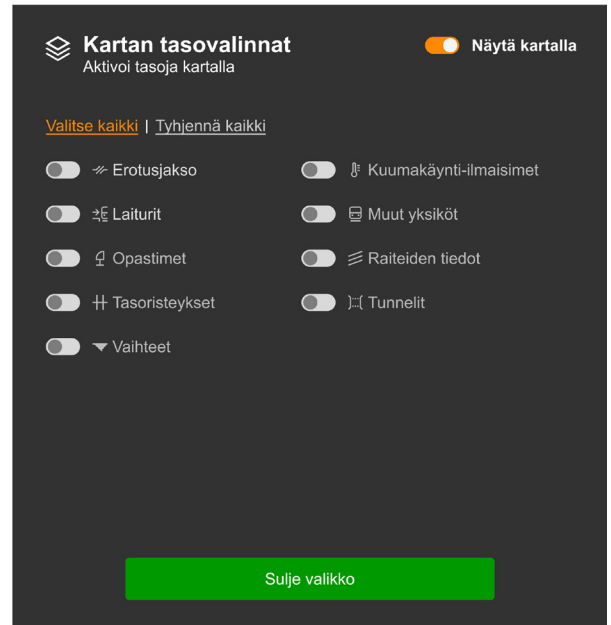 Kartan tasovalinnat
Aktivoi tasoja kartalla
Näytä kartalla
Valitse kaikki | Tyhjennä kaikki
Erotusjakso
Kuumakäynti-ilmaisimet
Laiturit
Muut yksiköt
Opastimet
Raiteiden tiedot
Tasoristeykset
Tunnelit
Vaihteet
Sulje valikko